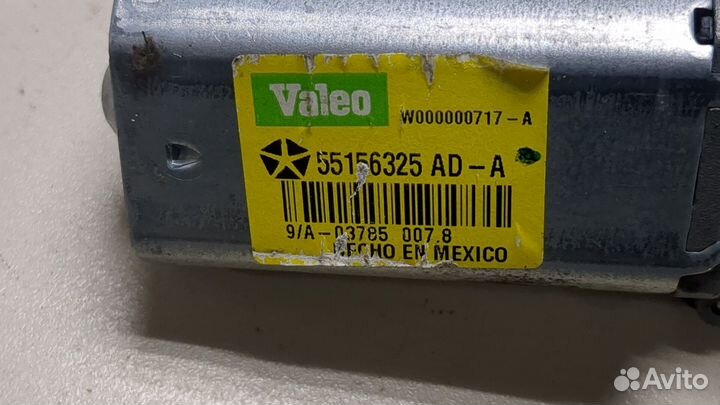 Valeo
W000000717-A
55156325 AD-A
9/A-03785 007.8
HECHO EN MEXICO
Avito